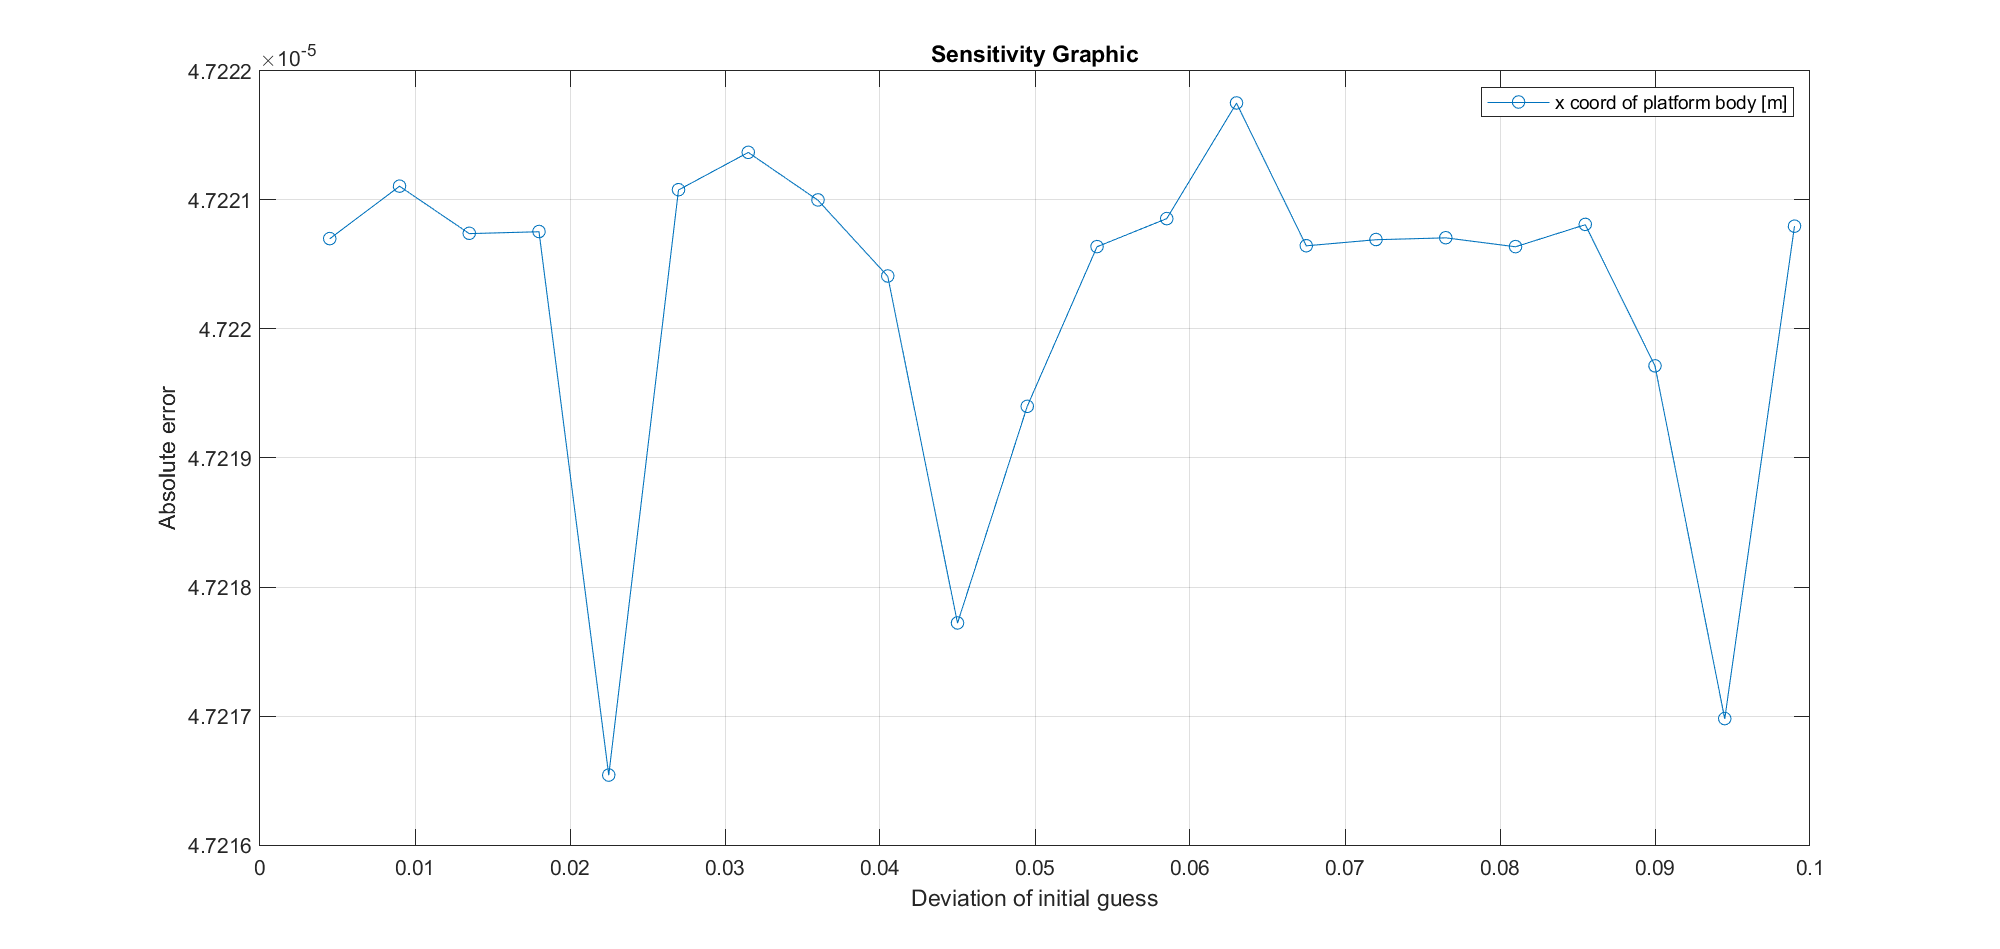 Sensitivity Graphic
×10-5
4.7222
4.7221
4.722
4.7219
4.7218
4.7217
4.7216
Absolute error
x coord of platform body [m]
0 0.01 0.02 0.03 0.04 0.05 0.06 0.07 0.08 0.09 0.1
Deviation of initial guess